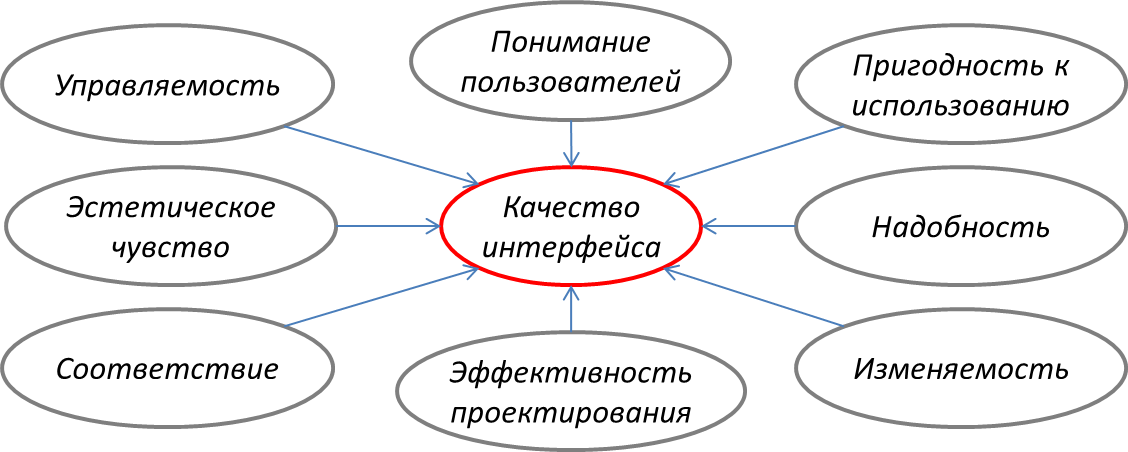 Понимание
пользователей
Управляемость
Пригодность к
использованию
Эстетическое
чувство
Качество
интерфейса
Надобность
Соответствие
Эффективность
проектирования
Изменяемость